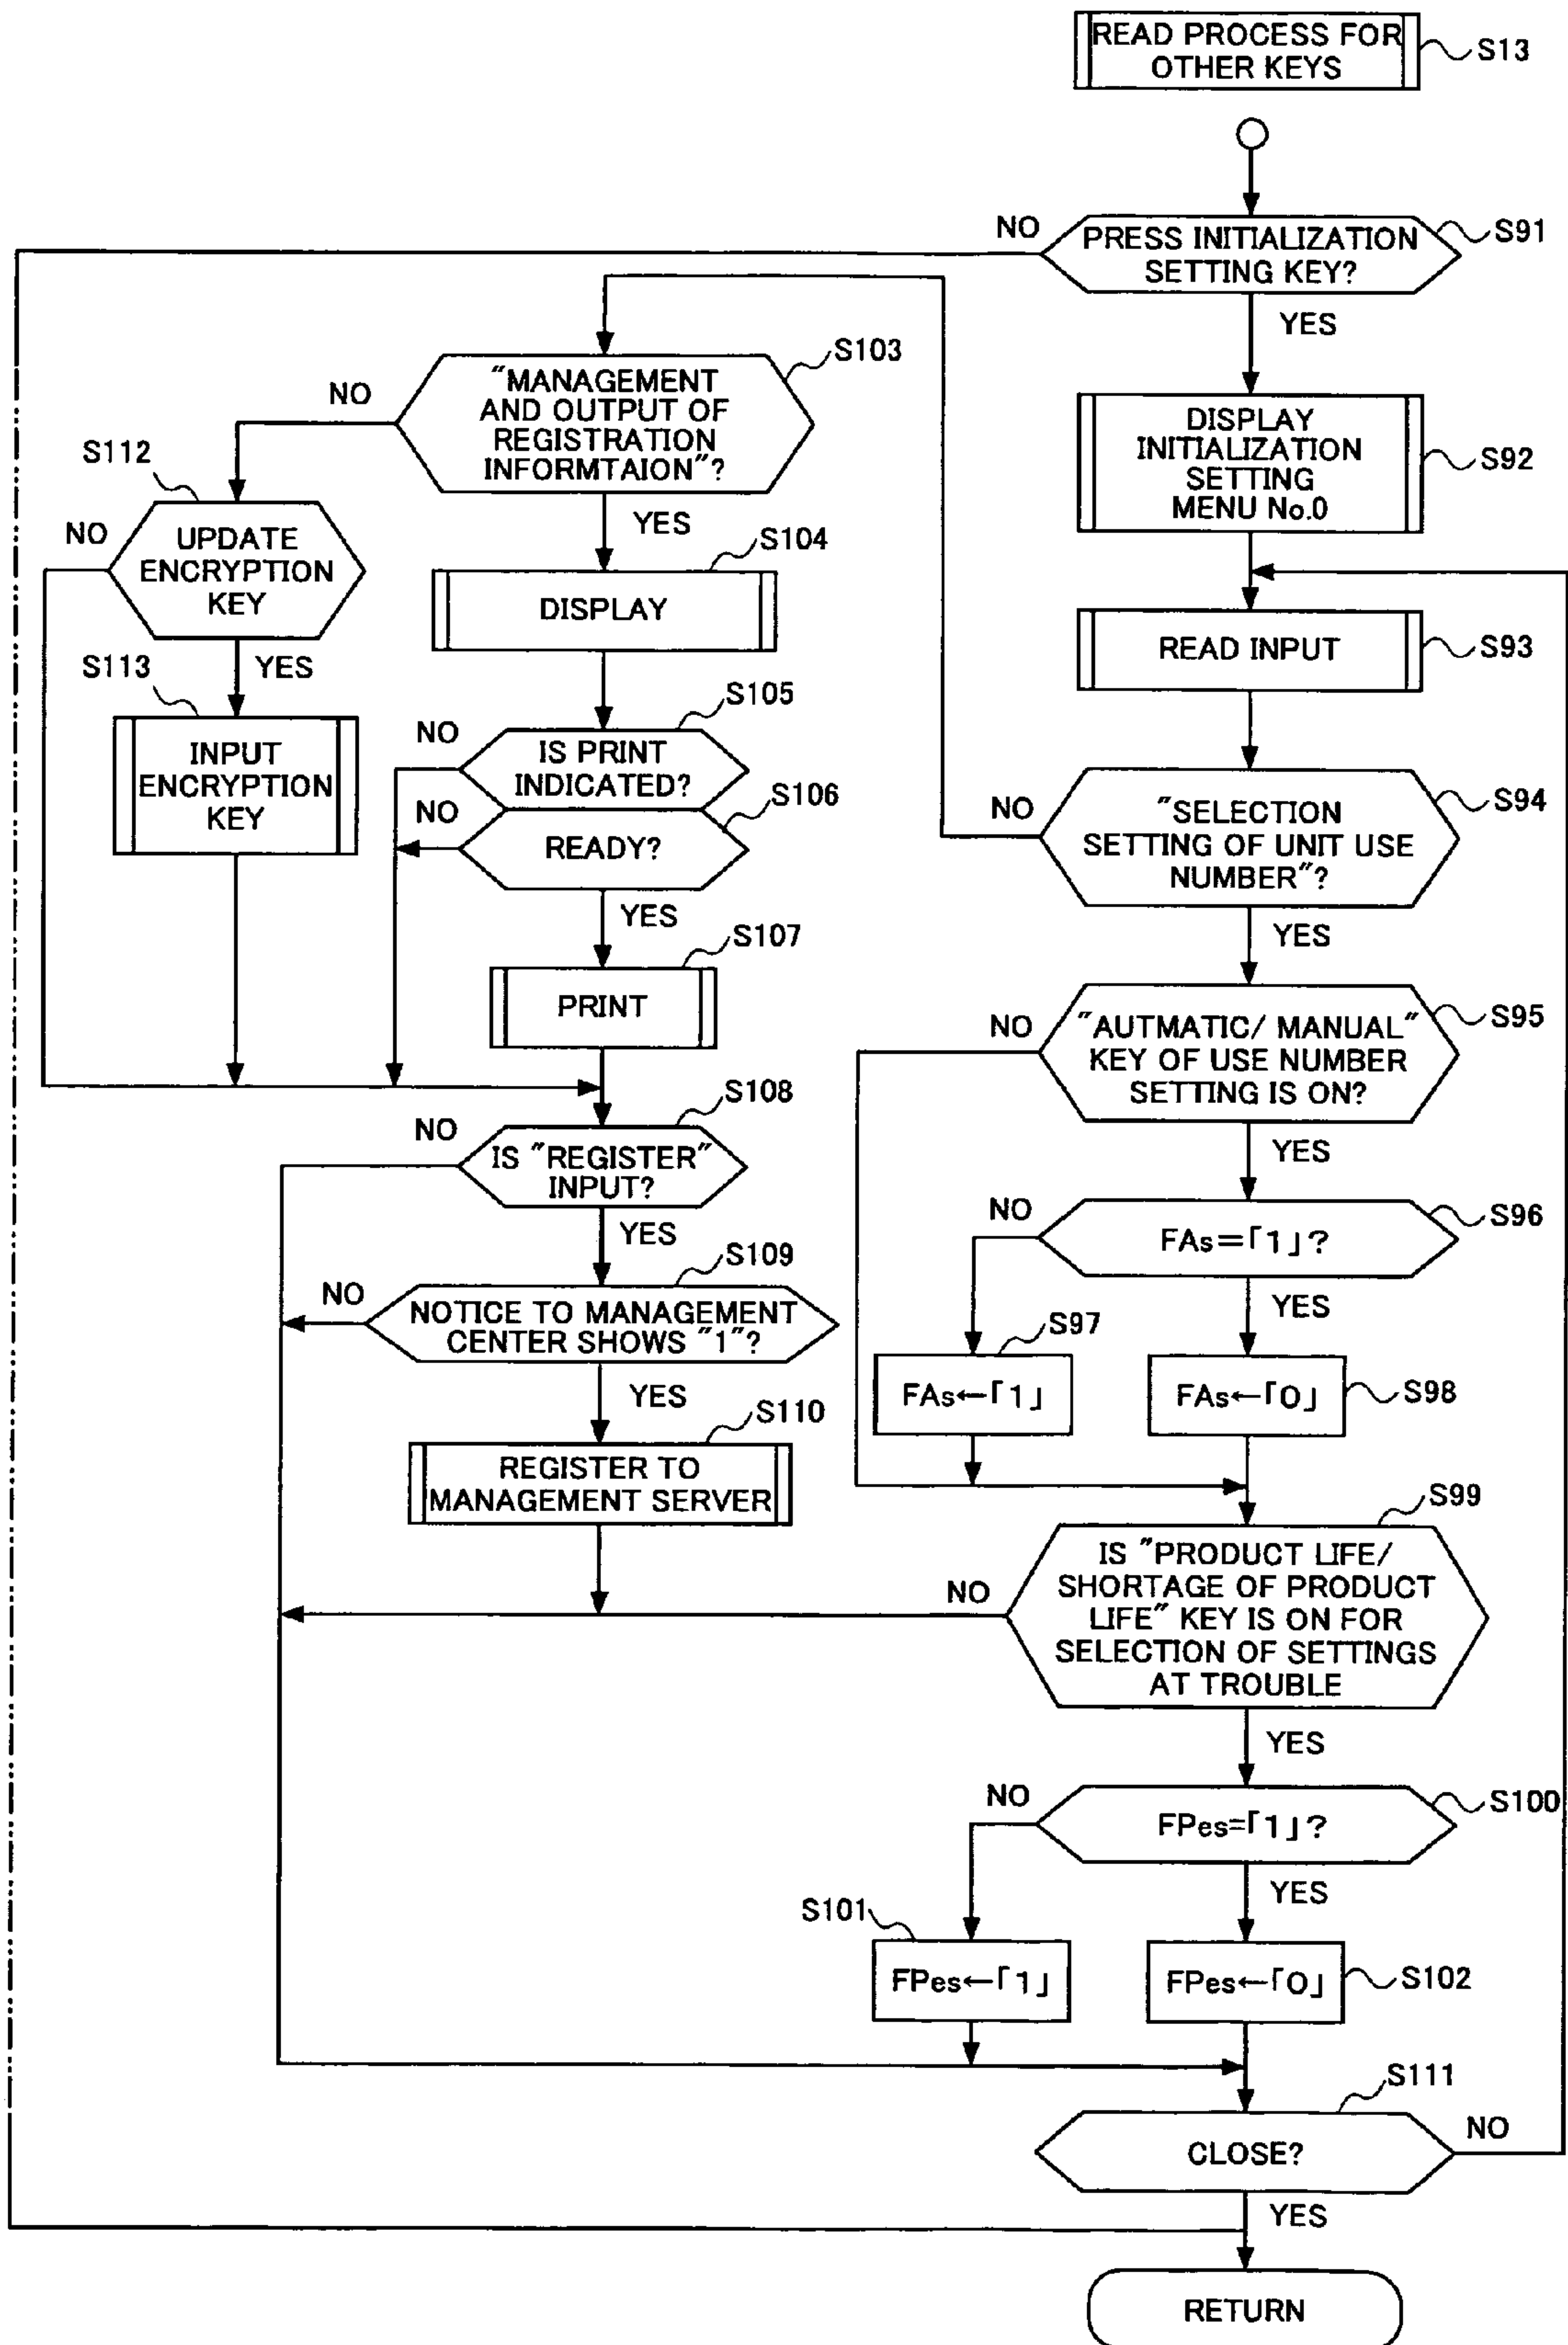 READ PROCESS FOR
OTHER KEYS
S13
NO
PRESS INITIALIZATION
SETTING KEY?
S91
YES
DISPLAY
INITIALIZATION
SETTING
MENU No.0
S92
READ INPUT
S93
NO
"SELECTION
SETTING OF UNIT USE
NUMBER"?
S94
YES
NO
"AUTMATIC/ MANUAL"
KEY OF USE NUMBER
SETTING IS ON?
S95
YES
NO
FAs=「1」?
S96
YES
S97
FAs←「1」
FAs←「0」
S98
S99
NO
IS "PRODUCT LIFE/
SHORTAGE OF PRODUCT
LIFE" KEY IS ON FOR
SELECTION OF SETTINGS
AT TROUBLE
YES
NO
FPes=「1」?
S100
YES
S101
FPes←「1」
FPes←「0」
S102
S111
CLOSE?
NO
YES
RETURN
S103
NO
"MANAGEMENT
AND OUTPUT OF
REGISTRATION
INFORMTAION"?
YES
S104
DISPLAY
S105
NO
IS PRINT
INDICATED?
S106
NO
READY?
YES
S107
PRINT
S108
NO
IS "REGISTER"
INPUT?
YES
S109
NO
NOTICE TO MANAGEMENT
CENTER SHOWS "1"?
YES
S110
REGISTER TO
MANAGEMENT SERVER
S112
NO
UPDATE
ENCRYPTION
KEY
YES
S113
INPUT
ENCRYPTION
KEY